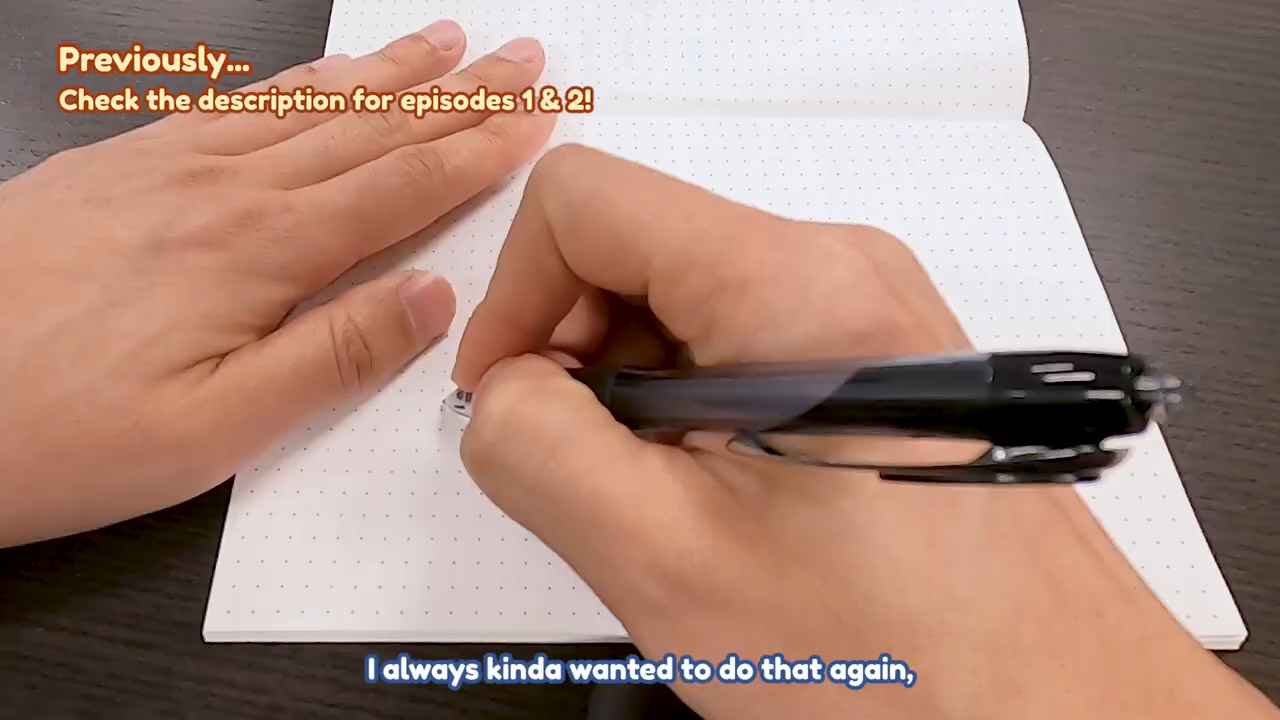 Previously...
Check the description for episodes 1 & 2!
I always kinda wanted to do that again,